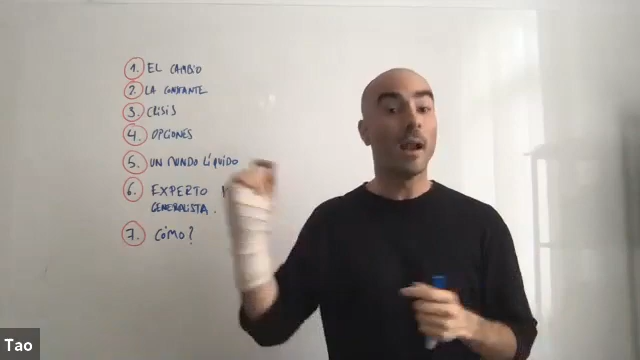 1. EL CAMBIO
2. LA CONSTANTE
3. CRISIS
4. OPCIONES
5. UN MUNDO LÍQUIDO
6. EXPERTO
GENERALISTA.
7. CÓMO?
Tao